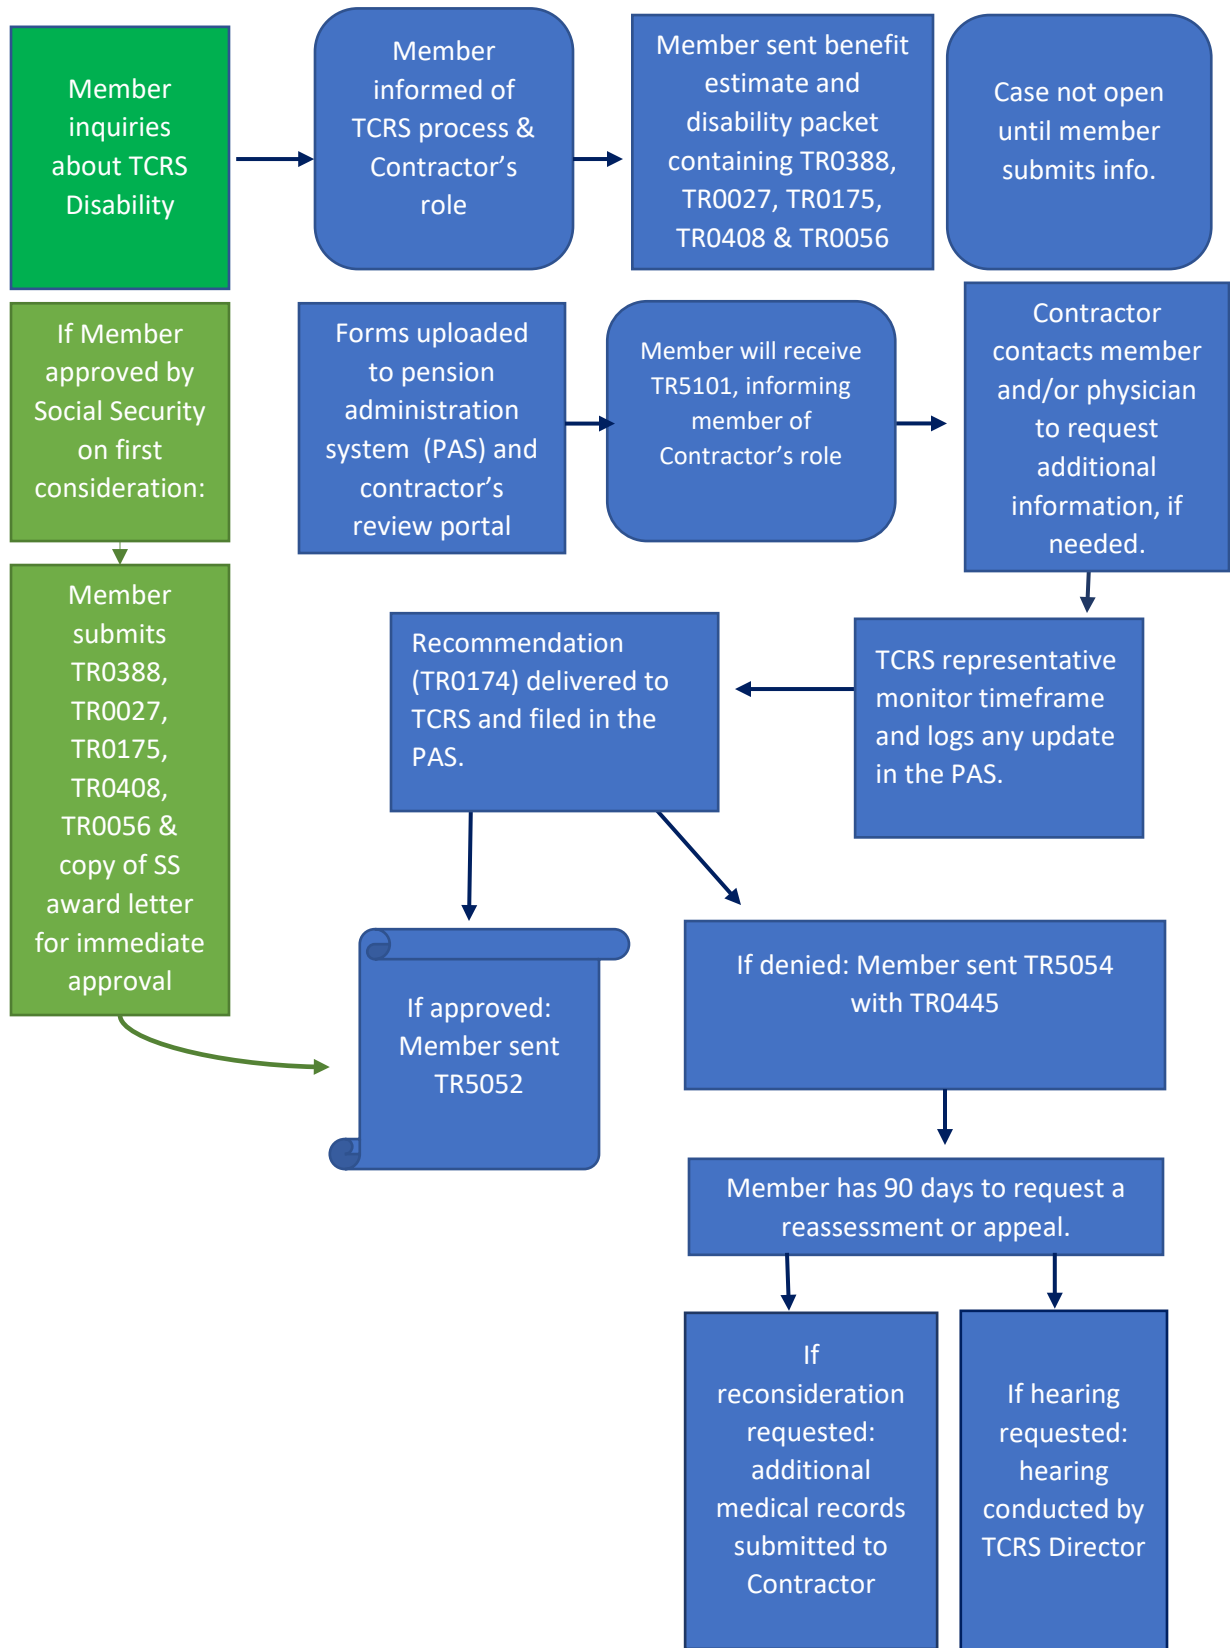 Member
inquiries
about TCRS
Disability
Member
informed of
TCRS process &
Contractor’s
role
Member sent benefit
estimate and
disability packet
containing TR0388,
TR0027, TR0175,
TR0408 & TR0056
Case not open
until member
submits info.
If Member
approved by
Social Security
on first
consideration:
Forms uploaded
to pension
administration
system (PAS) and
contractor’s
review portal
Member will receive
TR5101, informing
member of
Contractor’s role
Contractor
contacts member
and/or physician
to request
additional
information, if
needed.
Member
submits
TR0388,
TR0027,
TR0175,
TR0408,
TR0056 &
copy of SS
award letter
for immediate
approval
Recommendation
(TR0174) delivered to
TCRS and filed in the
PAS.
TCRS representative
monitor timeframe
and logs any update
in the PAS.
If approved:
Member sent
TR5052
If denied: Member sent TR5054
with TR0445
Member has 90 days to request a
reassessment or appeal.
If
reconsideration
requested:
additional
medical records
submitted to
Contractor
If hearing
requested:
hearing
conducted by
TCRS Director